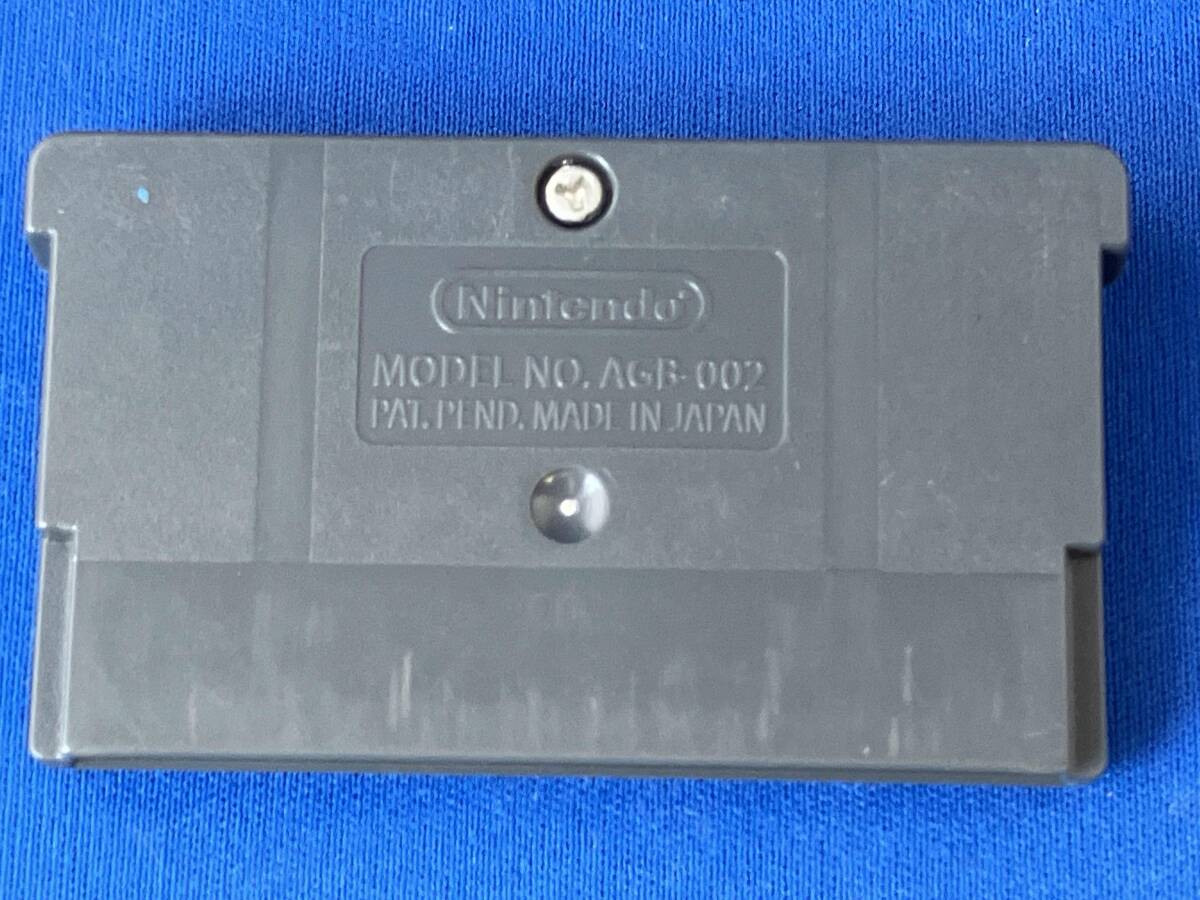 Nintendo
MODEL NO. AGB-002
PAT. PEND. MADE IN JAPAN